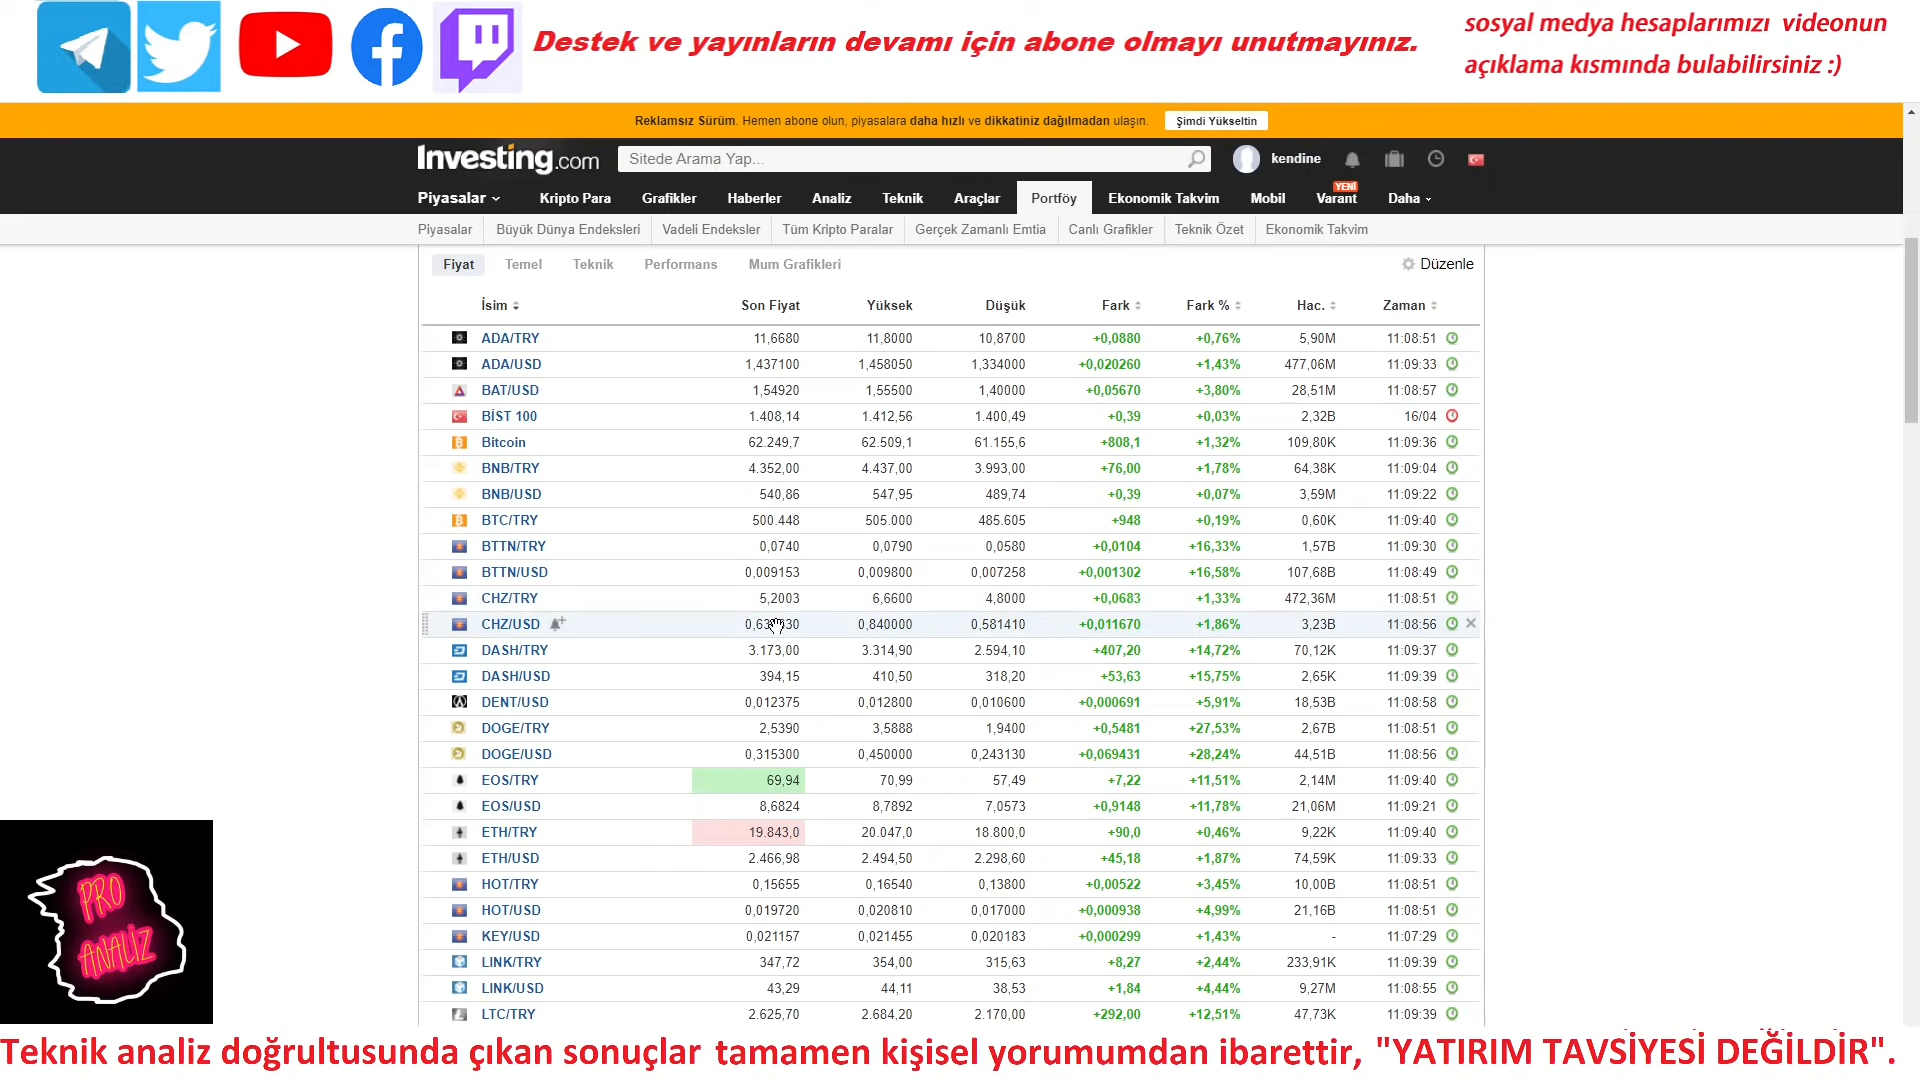 Destek ve yayınların devamı için abone olmayı unutmayınız.
sosyal medya hesaplarımızı videonun
açıklama kısmında bulabilirsiniz :)
Reklamsız Sürüm. Hemen abone olun, piyasalara daha hızlı ve dikkatiniz dağılmadan ulaşın. Şimdi Yükseltin
Investing.com Sitede Arama Yap... kendine
Piyasalar Kripto Para Grafikler Haberler Analiz Teknik Araçlar Portföy Ekonomik Takvim Mobil Varant YENİ Daha
Piyasalar Büyük Dünya Endeksleri Vadeli Endeksler Tüm Kripto Paralar Gerçek Zamanlı Emtia Canlı Grafikler Teknik Özet Ekonomik Takvim
Fiyat Temel Teknik Performans Mum Grafikleri Düzenle
İsim Son Fiyat Yüksek Düşük Fark Fark % Hac. Zaman
ADA/TRY 11,6680 11,8000 10,8700 +0,0880 +0,76% 5,90M 11:08:51
ADA/USD 1,437100 1,458050 1,334000 +0,020260 +1,43% 477,06M 11:09:33
BAT/USD 1,54920 1,55500 1,40000 +0,05670 +3,80% 28,51M 11:08:57
BİST 100 1.408,14 1.412,56 1.400,49 +0,39 +0,03% 2,32B 16/04
Bitcoin 62.249,7 62.509,1 61.155,6 +808,1 +1,32% 109,80K 11:09:36
BNB/TRY 4.352,00 4.437,00 3.993,00 +76,00 +1,78% 64,38K 11:09:04
BNB/USD 540,86 547,95 489,74 +0,39 +0,07% 3,59M 11:09:22
BTC/TRY 500.448 505.000 485.605 +948 +0,19% 0,60K 11:09:40
BTTN/TRY 0,0740 0,0790 0,0580 +0,0104 +16,33% 1,57B 11:09:30
BTTN/USD 0,009153 0,009800 0,007258 +0,001302 +16,58% 107,68B 11:08:49
CHZ/TRY 5,2003 6,6600 4,8000 +0,0683 +1,33% 472,36M 11:08:51
CHZ/USD 0,840000 0,581410 +0,011670 +1,86% 3,23B 11:08:56
DASH/TRY 3.173,00 3.314,90 2.594,10 +407,20 +14,72% 70,12K 11:09:37
DASH/USD 394,15 410,50 318,20 +53,63 +15,75% 2,65K 11:09:39
DENT/USD 0,012375 0,012800 0,010600 +0,000691 +5,91% 18,53B 11:08:58
DOGE/TRY 2,5390 3,5888 1,9400 +0,5481 +27,53% 2,67B 11:08:51
DOGE/USD 0,315300 0,450000 0,243130 +0,069431 +28,24% 44,51B 11:08:56
EOS/TRY 69,94 70,99 57,49 +7,22 +11,51% 2,14M 11:09:40
EOS/USD 8,6824 8,7892 7,0573 +0,9148 +11,78% 21,06M 11:09:21
ETH/TRY 19.843,0 20.047,0 18.800,0 +90,0 +0,46% 9,22K 11:09:40
ETH/USD 2.466,98 2.494,50 2.298,60 +45,18 +1,87% 74,59K 11:09:33
HOT/TRY 0,15655 0,16540 0,13800 +0,00522 +3,45% 10,00B 11:08:51
HOT/USD 0,019720 0,020810 0,017000 +0,000938 +4,99% 21,16B 11:08:51
KEY/USD 0,021157 0,021455 0,020183 +0,000299 +1,43% - 11:07:29
LINK/TRY 347,72 354,00 315,63 +8,27 +2,44% 233,91K 11:09:39
LINK/USD 43,29 44,11 38,53 +1,84 +4,44% 9,27M 11:08:55
LTC/TRY 2.625,70 2.684,20 2.170,00 +292,00 +12,51% 47,73K 11:09:39
PRO
ANALİZ
Teknik analiz doğrultusunda çıkan sonuçlar tamamen kişisel yorumumdan ibarettir, "YATIRIM TAVSİYESİ DEĞİLDİR".